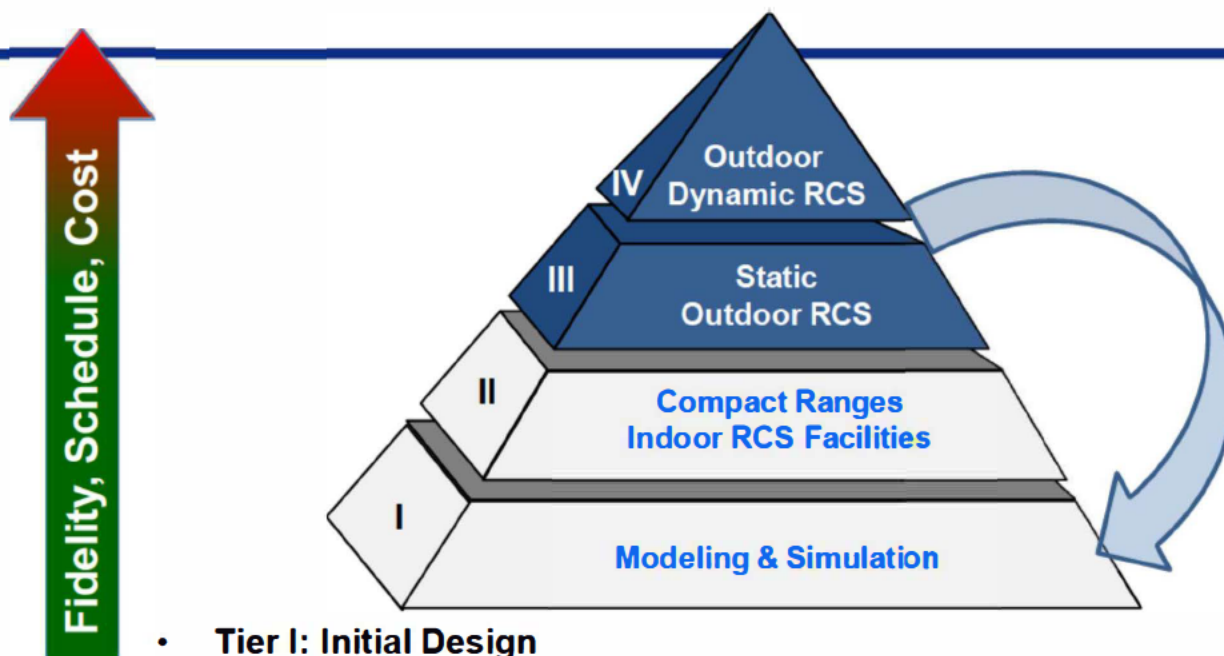 Fidelity, Schedule, Cost
IV
Outdoor
Dynamic RCS
III
Static
Outdoor RCS
II
Compact Ranges
Indoor RCS Facilities
I
Modeling & Simulation
• Tier I: Initial Design